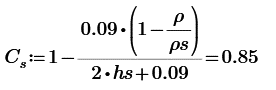 C_s := 1 − (0.09 • (1 − ρ/ρs)) / (2 • hs + 0.09) = 0.85